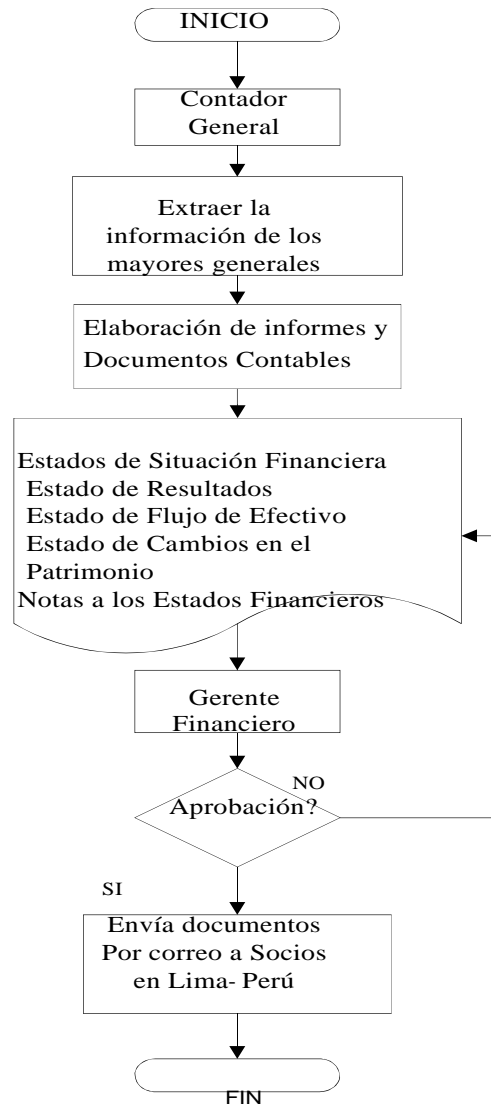 INICIO
Contador
General
Extraer la
información de los
mayores generales
Elaboración de informes y
Documentos Contables
Estados de Situación Financiera
Estado de Resultados
Estado de Flujo de Efectivo
Estado de Cambios en el
Patrimonio
Notas a los Estados Financieros
Gerente
Financiero
NO
Aprobación?
SI
Envía documentos
Por correo a Socios
en Lima- Perú
FIN